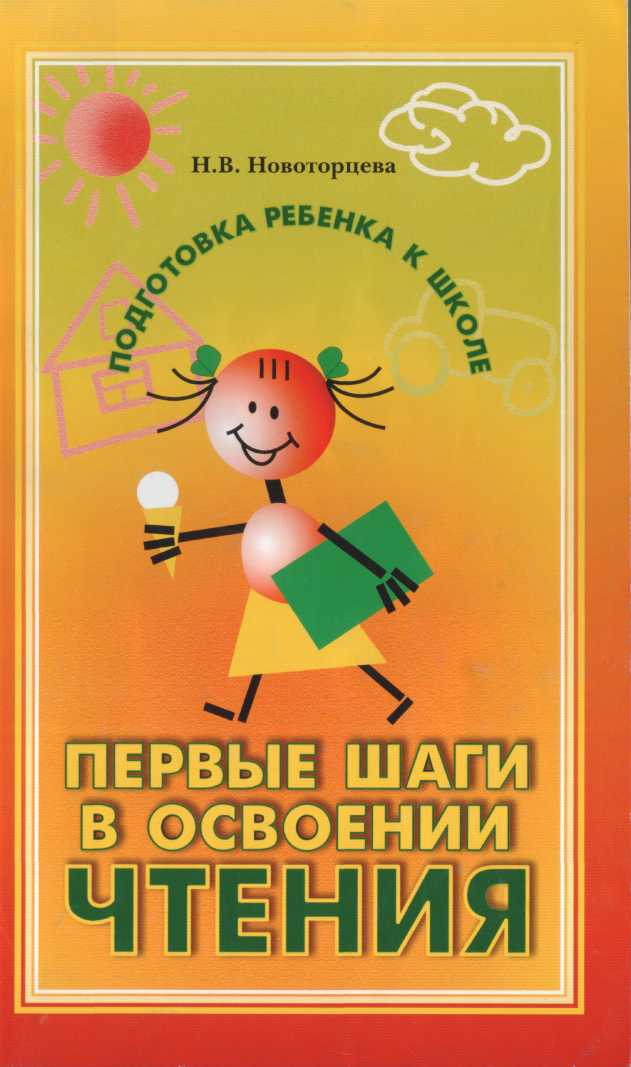 Н.В. Новоторцева
ПОДГОТОВКА РЕБЕНКА К ШКОЛЕ
ПЕРВЫЕ ШАГИ
В ОСВОЕНИИ
ЧТЕНИЯ